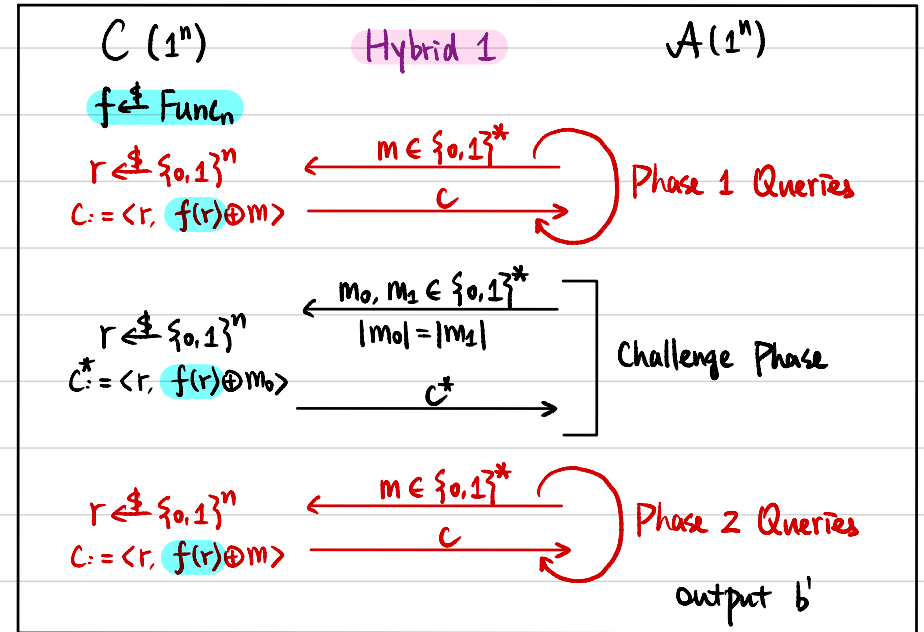 C (1ⁿ) Hybrid 1 A(1ⁿ)
f ←$ Funcₙ
m ∈ {0,1}*
r ←$ {0,1}ⁿ
Phase 1 Queries
c
c := <r, f(r)⊕m>
m₀, m₁ ∈ {0,1}*
r ←$ {0,1}ⁿ
|m₀| = |m₁|
Challenge Phase
c* := <r, f(r)⊕m₀>
c*
m ∈ {0,1}*
r ←$ {0,1}ⁿ
Phase 2 Queries
c
c := <r, f(r)⊕m>
output b'